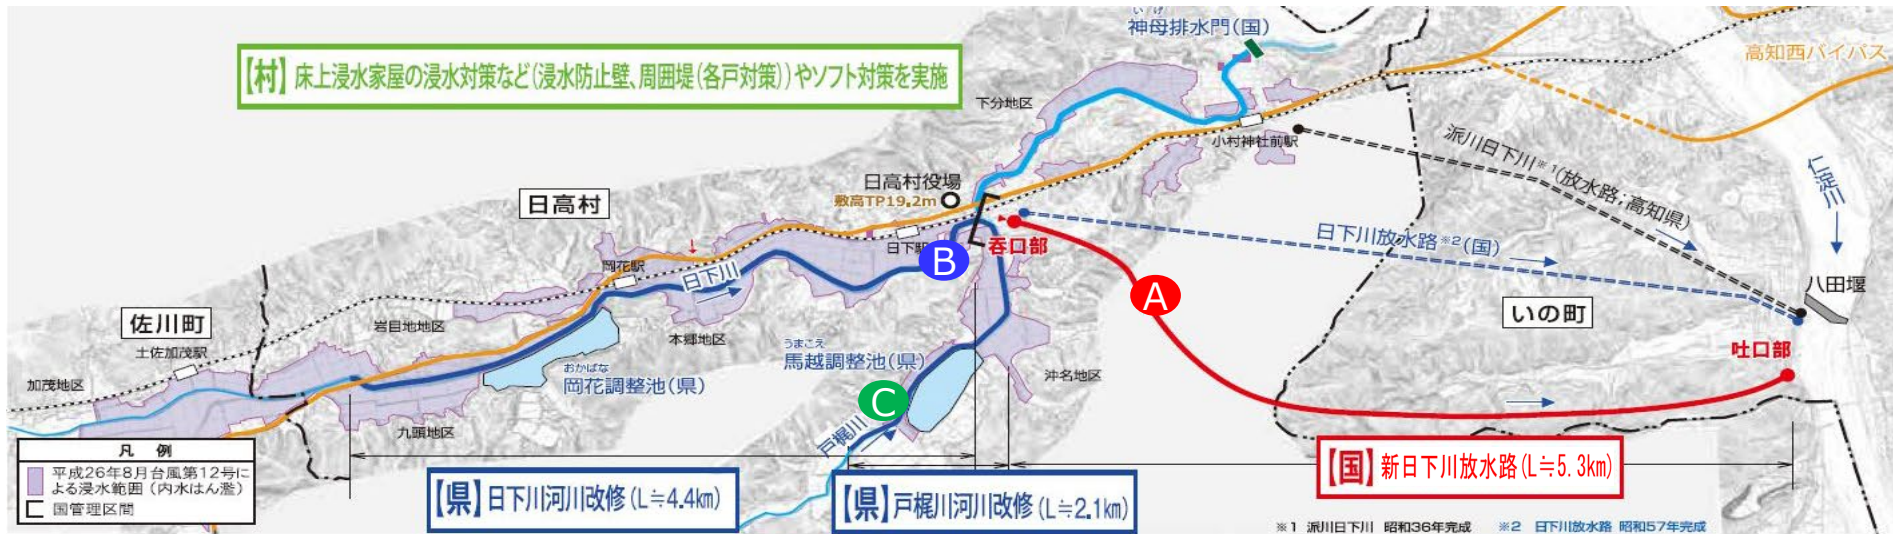 いげ
神母排水門(国)
高知西バイパス
【村】床上浸水家屋の浸水対策など(浸水防止壁、周囲堤(各戸対策))やソフト対策を実施
下分地区
小村神社前駅
派川日下川※1(放水路;高知県)
仁淀川
日高村役場
敷高TP19.2m
日高村
日下駅
呑口部
日下川放水路※2(国)
B
A
八田堰
いの町
岡花駅
日下川
佐川町
岩目地地区
土佐加茂駅
本郷地区
うまこえ
馬越調整池(県)
吐口部
加茂地区
おかばな
岡花調整池(県)
沖名地区
C
九頭地区
戸梶川
凡 例
平成26年8月台風第12号に
よる浸水範囲(内水はん濫)
国管理区間
【県】日下川河川改修(L≒4.4km)
【県】戸梶川河川改修(L≒2.1km)
【国】新日下川放水路(L≒5.3km)
※1 派川日下川 昭和36年完成 ※2 日下川放水路 昭和57年完成